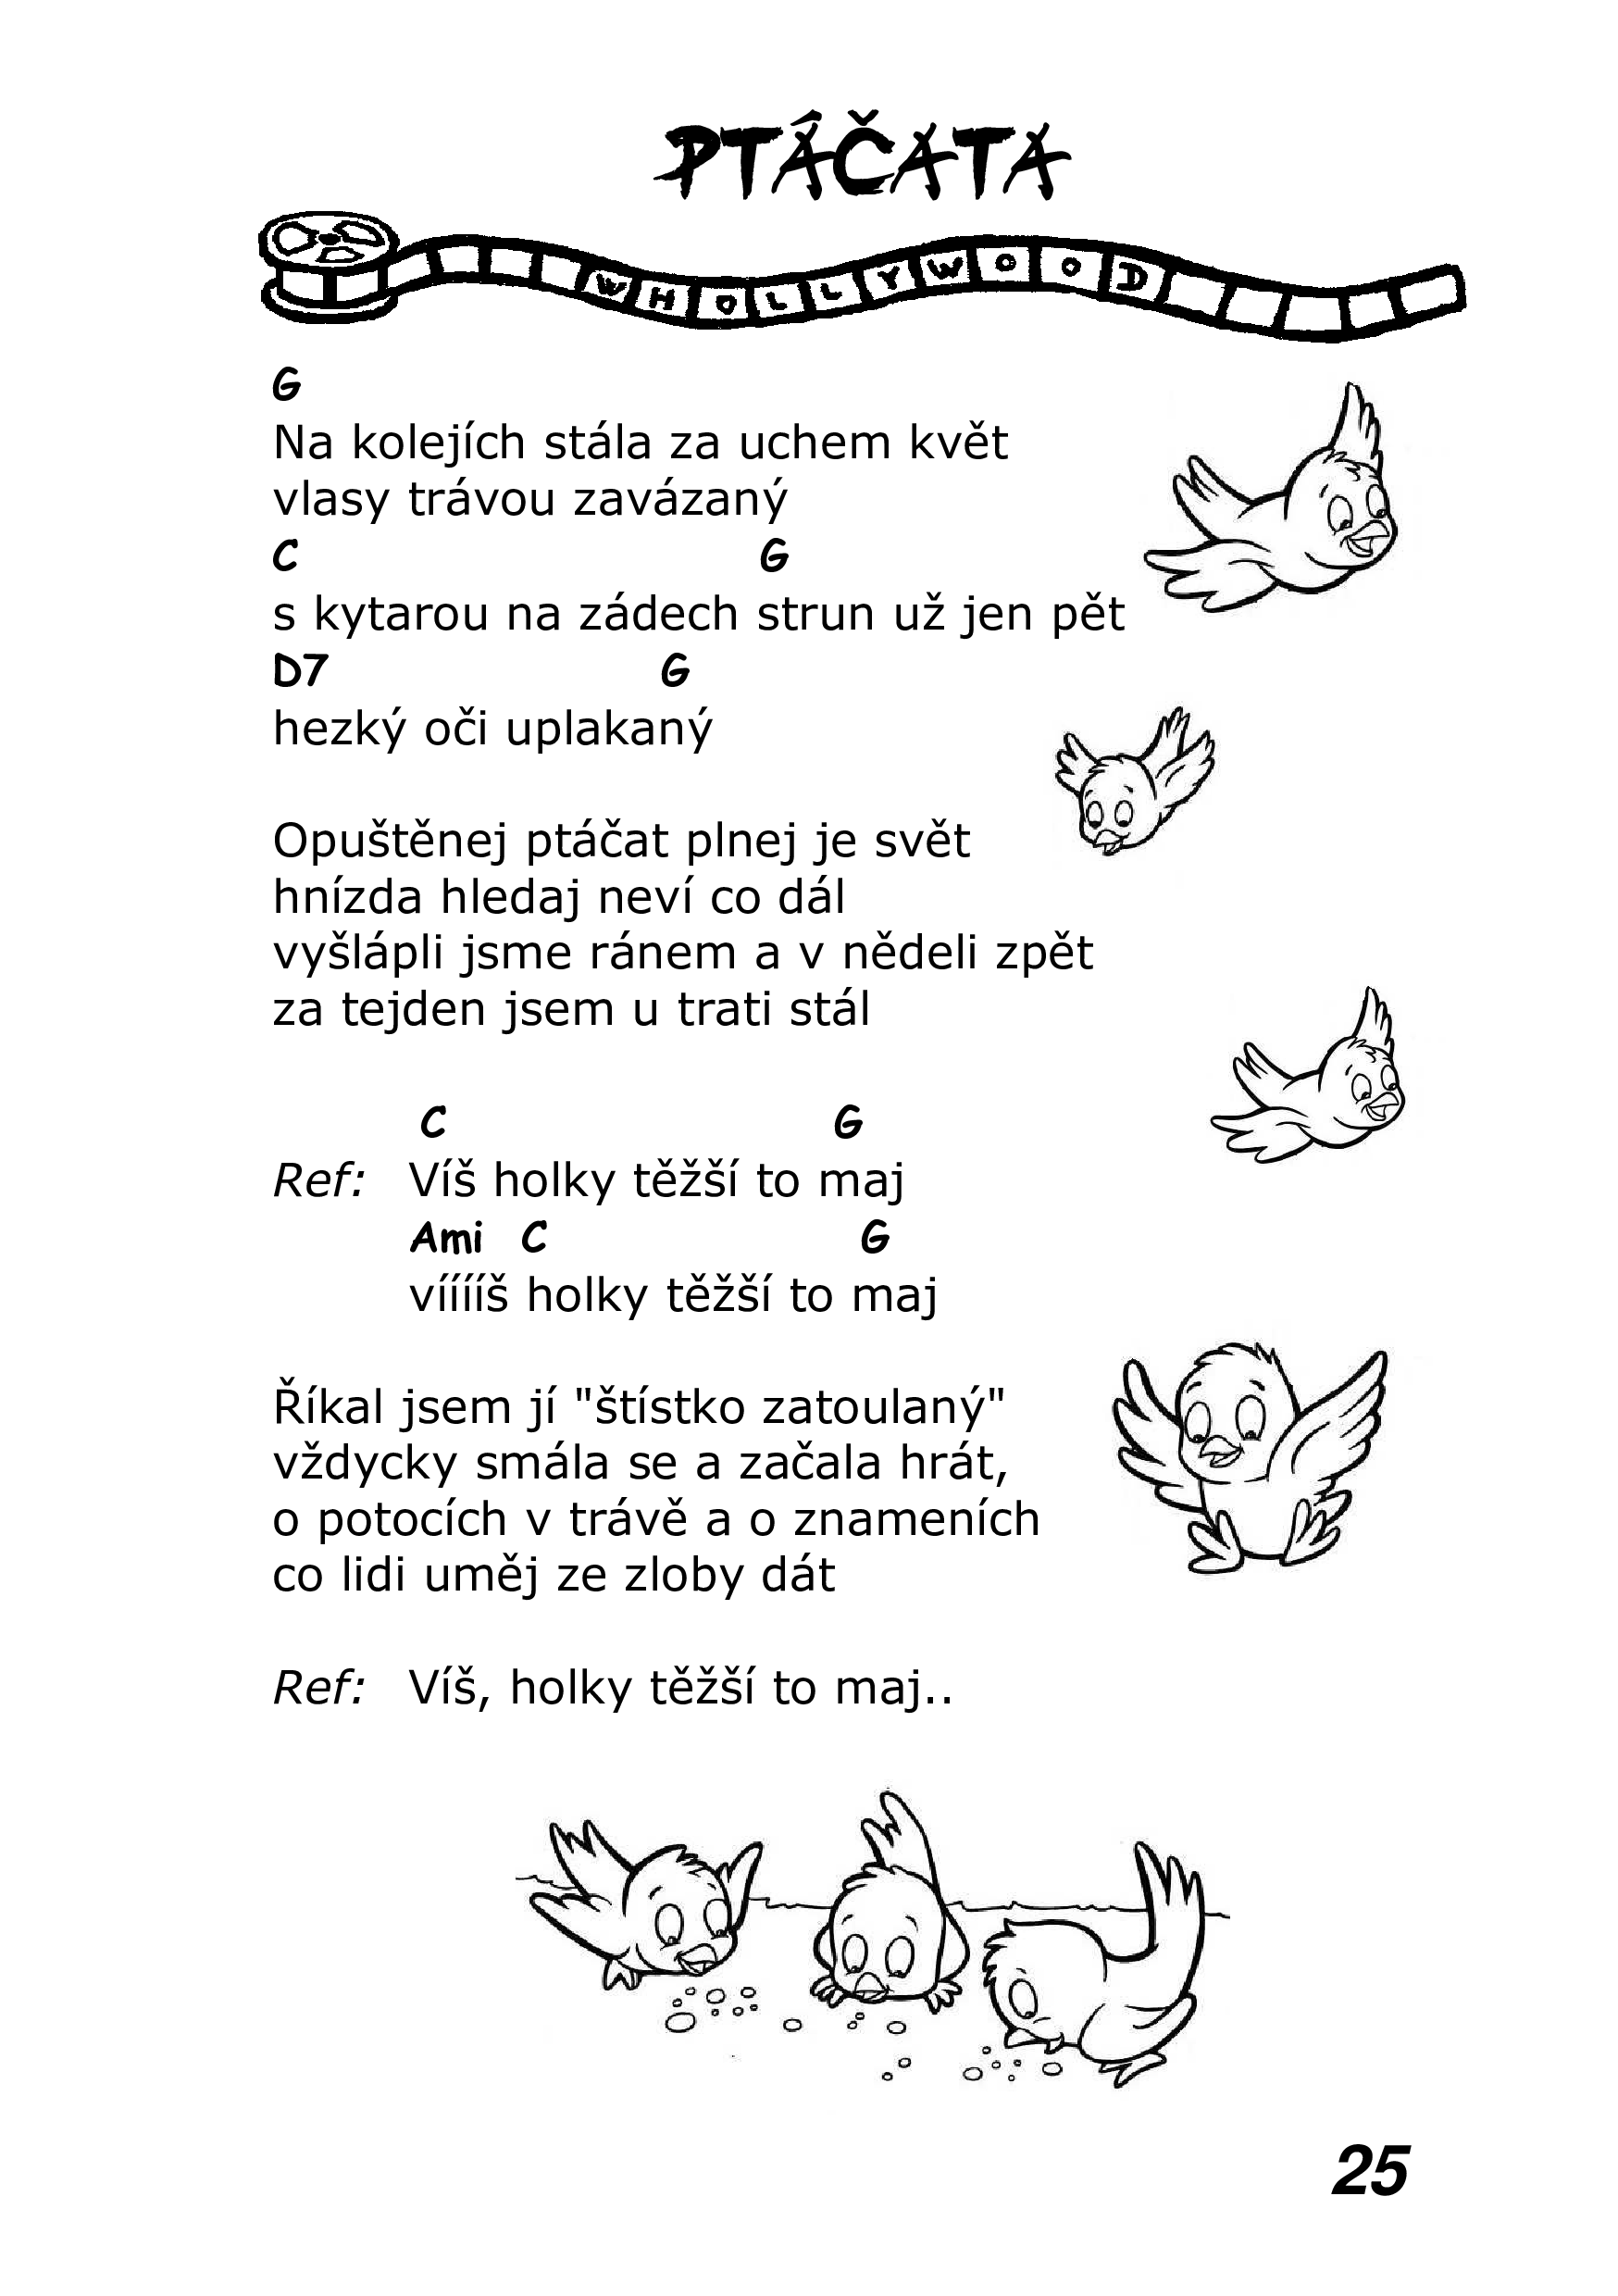 PTÁČATA
WHOLLYWOOD
G
Na kolejích stála za uchem květ
vlasy trávou zavázaný
C G
s kytarou na zádech strun už jen pět
D7 G
hezký oči uplakaný
Opuštěnej ptáčat plnej je svět
hnízda hledaj neví co dál
vyšlápli jsme ránem a v nědeli zpět
za tejden jsem u trati stál
C G
Ref: Víš holky těžší to maj
Ami C G
víííííš holky těžší to maj
Říkal jsem jí "štístko zatoulaný"
vždycky smála se a začala hrát,
o potocích v trávě a o znameních
co lidi uměj ze zloby dát
Ref: Víš, holky těžší to maj..
25